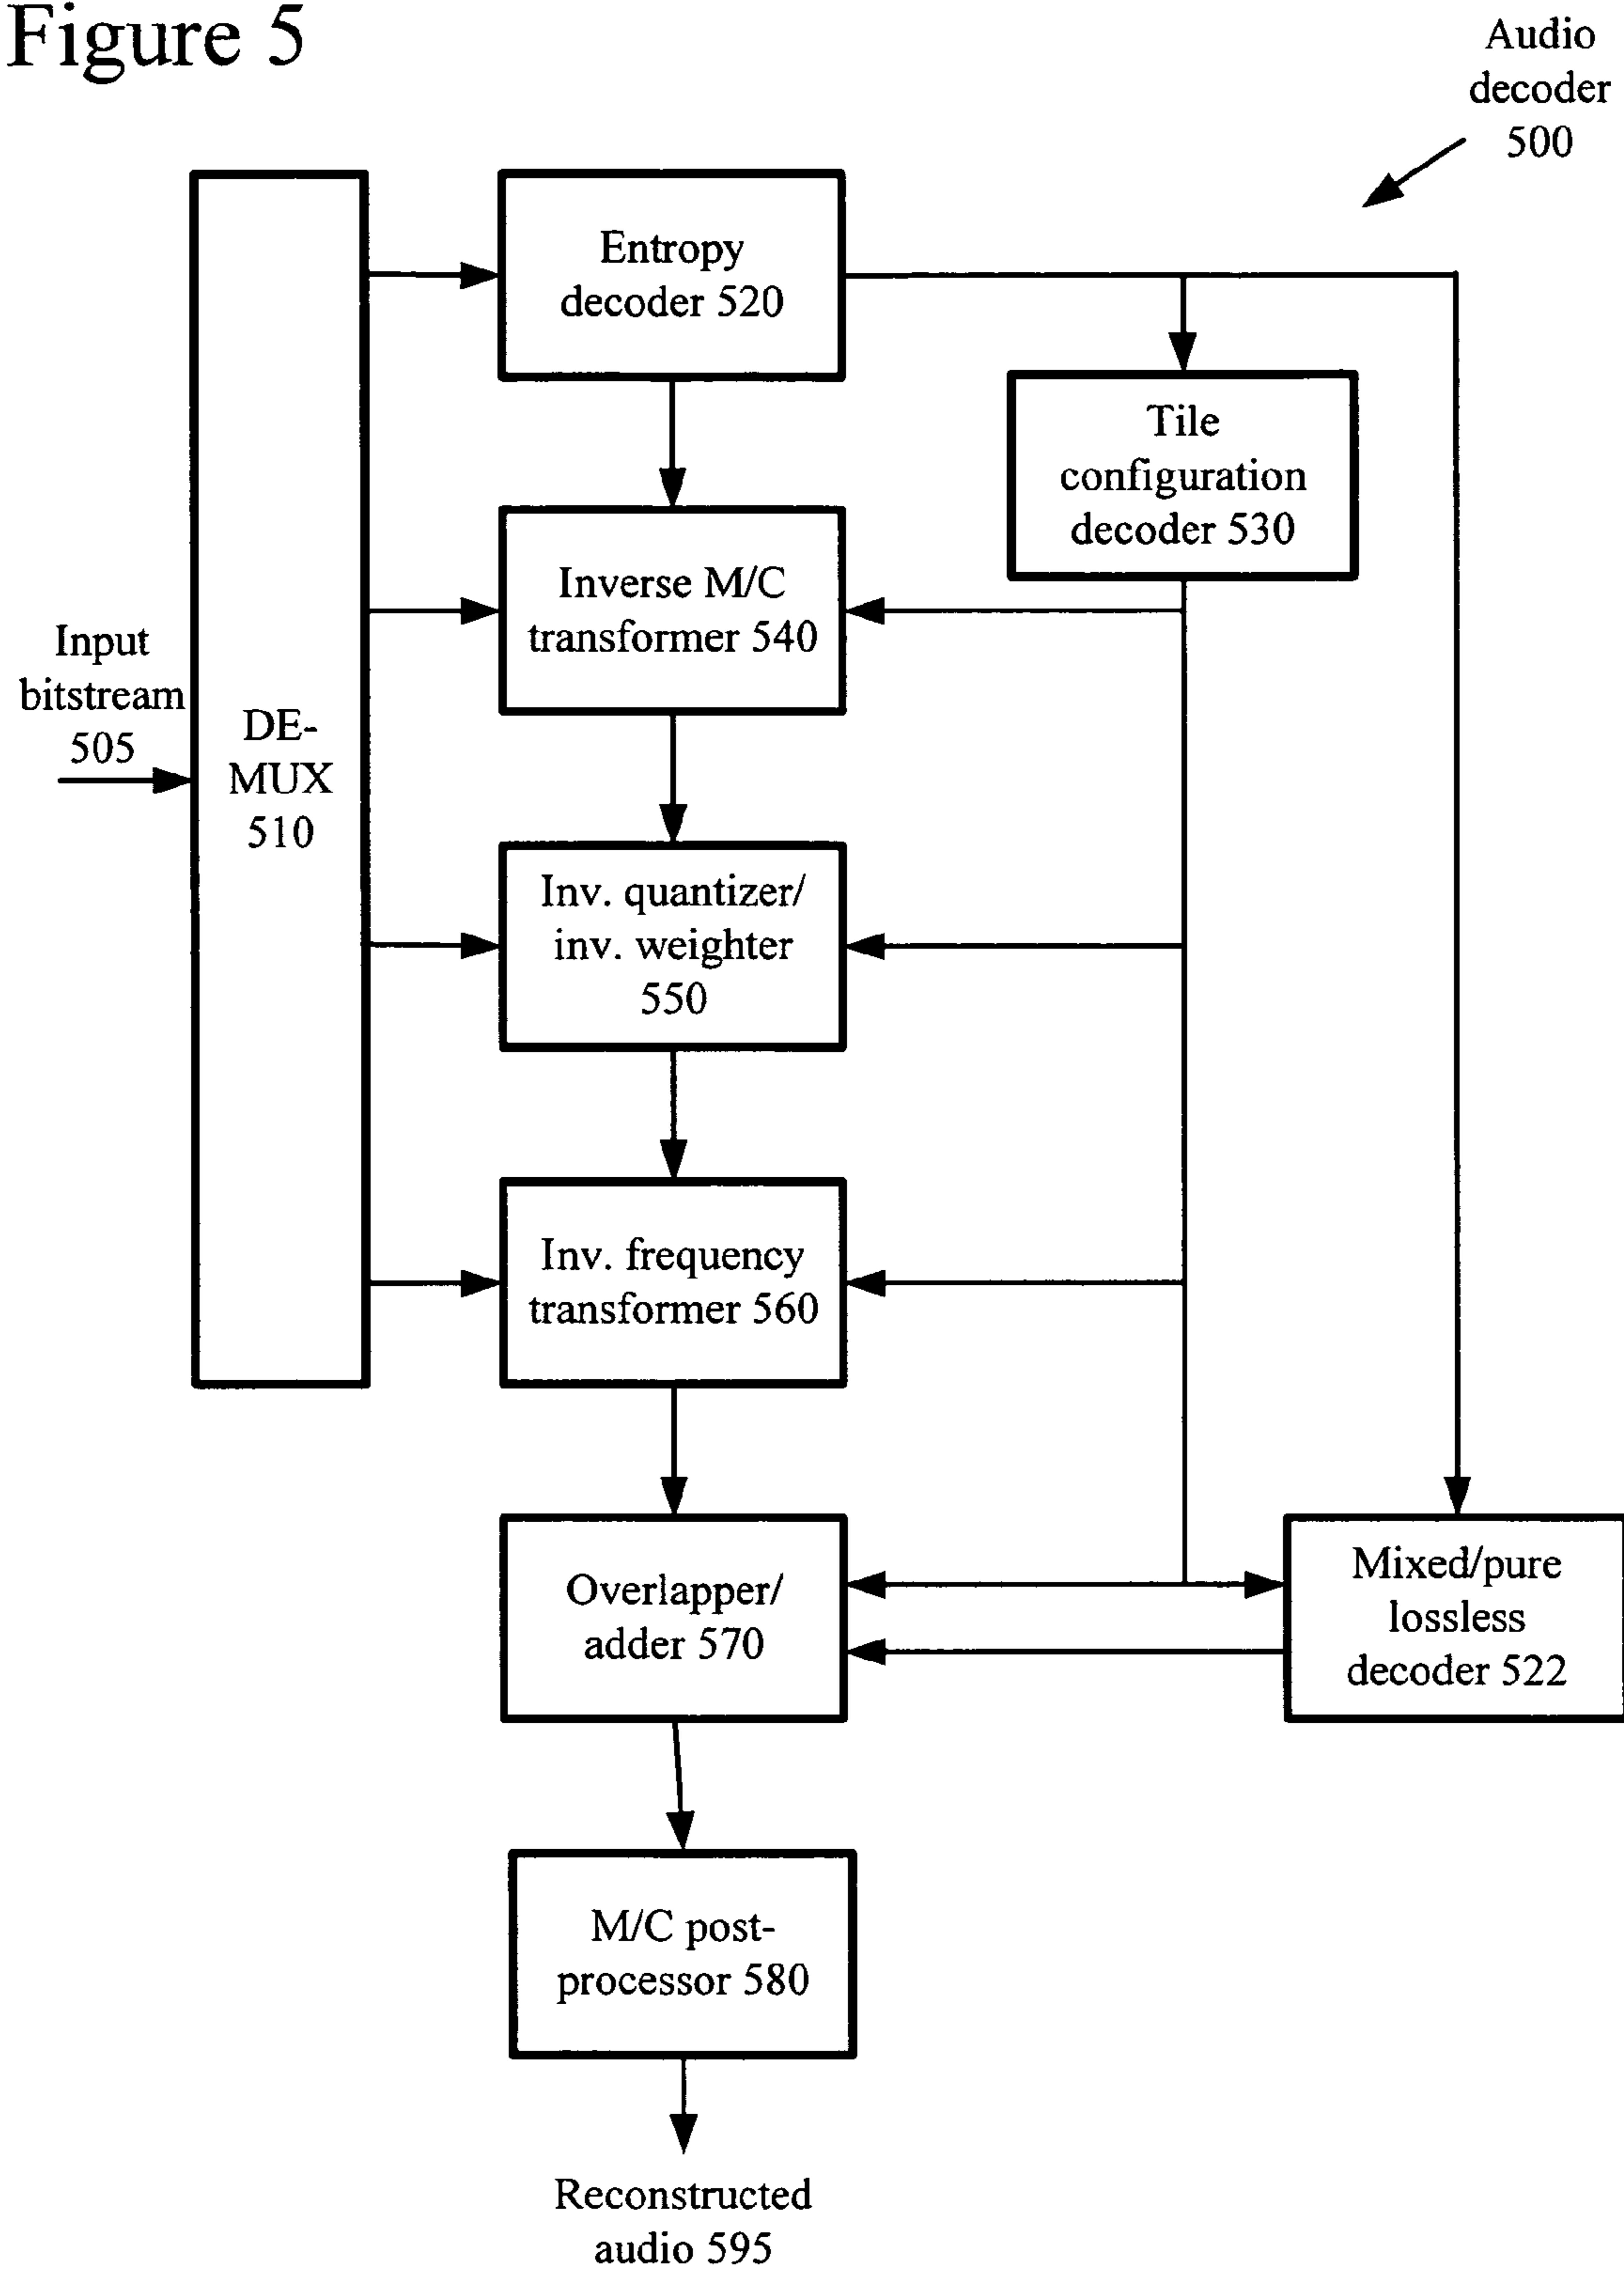 Figure 5
Audio
decoder
500
Entropy
decoder 520
Tile
configuration
decoder 530
Inverse M/C
transformer 540
Input
bitstream
505
DE-
MUX
510
Inv. quantizer/
inv. weighter
550
Inv. frequency
transformer 560
Overlapper/
adder 570
Mixed/pure
lossless
decoder 522
M/C post-
processor 580
Reconstructed
audio 595